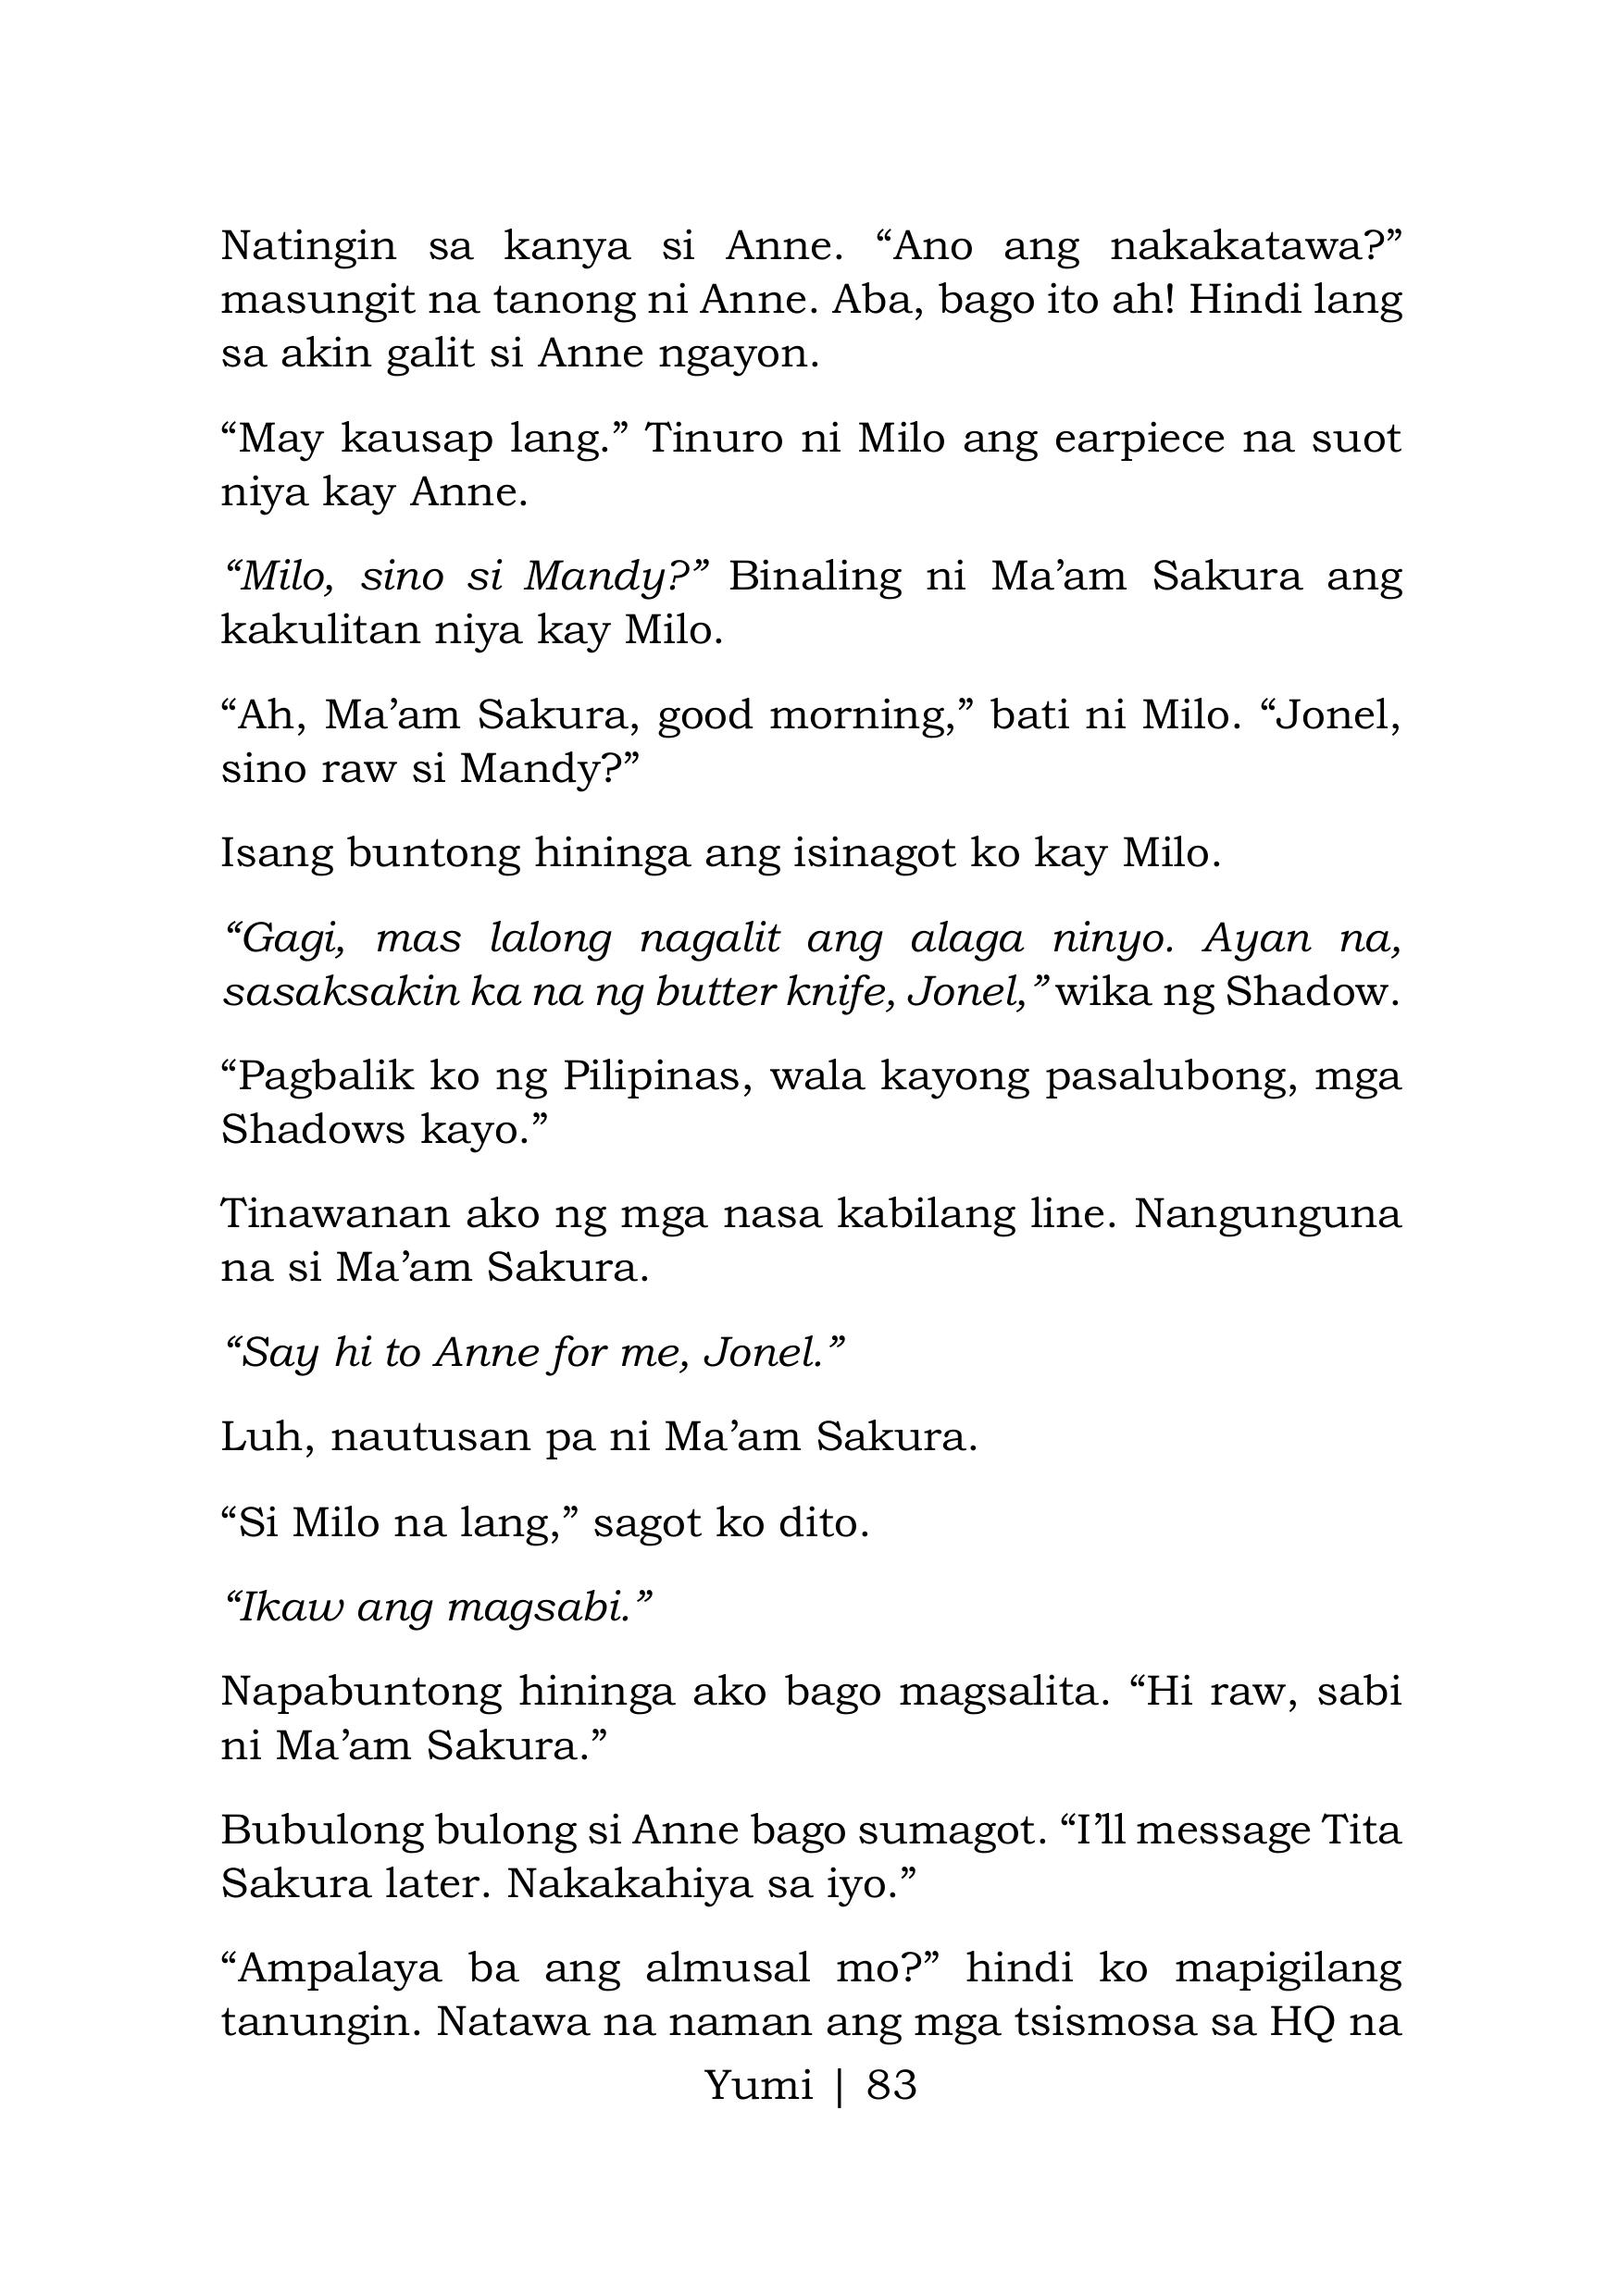 Natingin sa kanya si Anne. “Ano ang nakakatawa?”
masungit na tanong ni Anne. Aba, bago ito ah! Hindi lang
sa akin galit si Anne ngayon.
“May kausap lang.” Tinuro ni Milo ang earpiece na suot
niya kay Anne.
“Milo, sino si Mandy?” Binaling ni Ma’am Sakura ang
kakulitan niya kay Milo.
“Ah, Ma’am Sakura, good morning,” bati ni Milo. “Jonel,
sino raw si Mandy?”
Isang buntong hininga ang isinagot ko kay Milo.
“Gagi, mas lalong nagalit ang alaga ninyo. Ayan na,
sasaksakin ka na ng butter knife, Jonel,” wika ng Shadow.
“Pagbalik ko ng Pilipinas, wala kayong pasalubong, mga
Shadows kayo.”
Tinawanan ako ng mga nasa kabilang line. Nangunguna
na si Ma’am Sakura.
“Say hi to Anne for me, Jonel.”
Luh, nautusan pa ni Ma’am Sakura.
“Si Milo na lang,” sagot ko dito.
“Ikaw ang magsabi.”
Napabuntong hininga ako bago magsalita. “Hi raw, sabi
ni Ma’am Sakura.”
Bubulong bulong si Anne bago sumagot. “I’ll message Tita
Sakura later. Nakakahiya sa iyo.”
“Ampalaya ba ang almusal mo?” hindi ko mapigilang
tanungin. Natawa na naman ang mga tsismosa sa HQ na
Yumi | 83